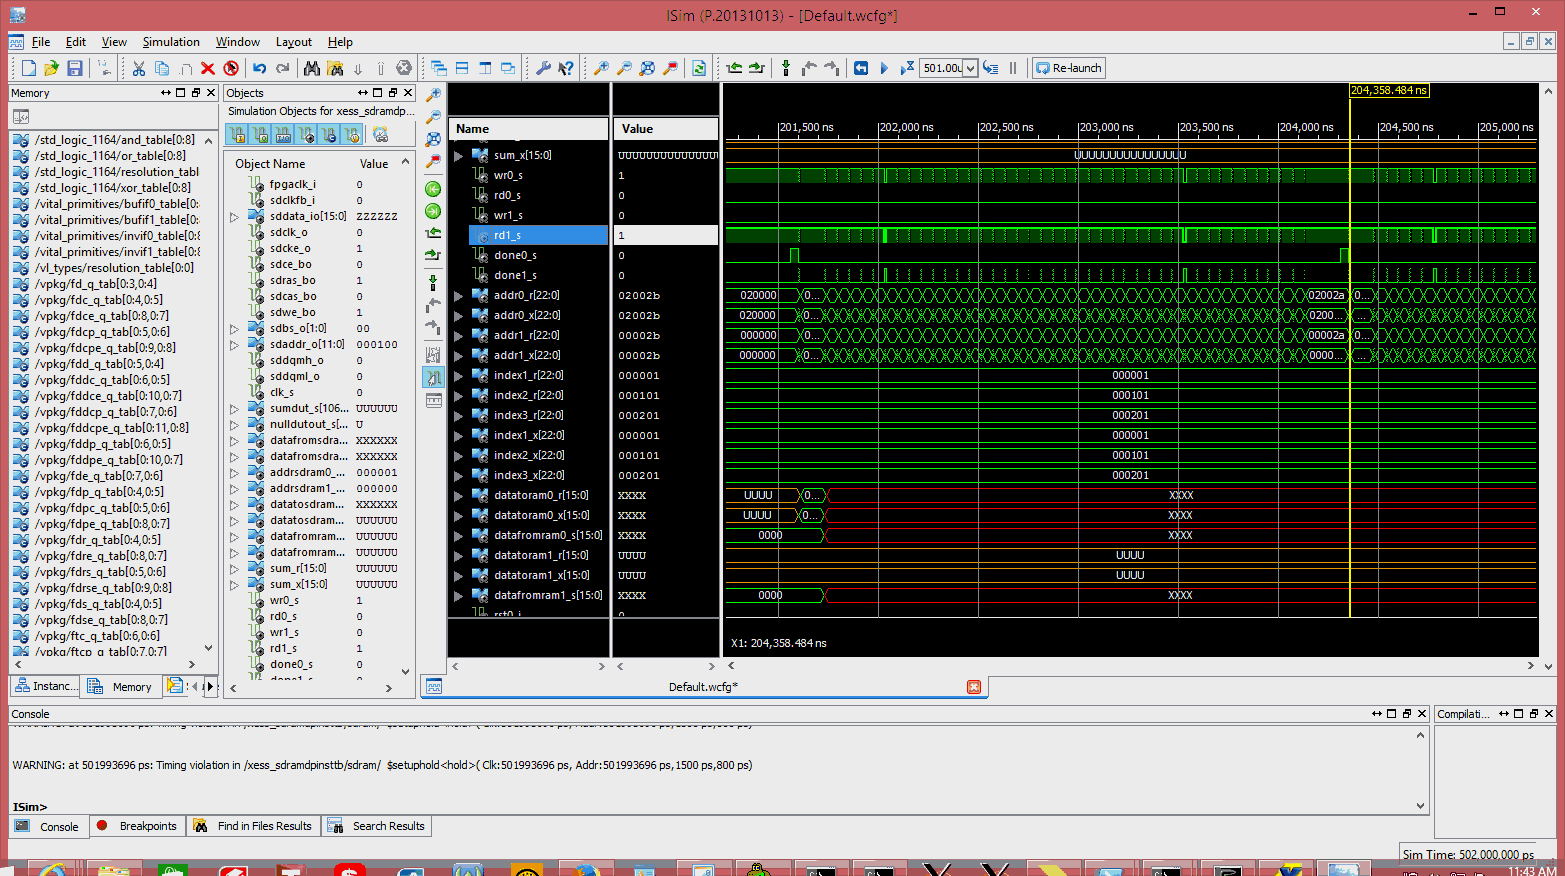 ISim (P.20131013) - [Default.wcfg*]
File Edit View Simulation Window Layout Help
501.00u
Re-launch
Memory
/std_logic_1164/and_table[0:8]
/std_logic_1164/or_table[0:8]
/std_logic_1164/resolution_tabl
/std_logic_1164/xor_table[0:8]
/vital_primitives/bufif0_table[0:
/vital_primitives/bufif1_table[0:
/vital_primitives/invif0_table[0:
/vital_primitives/invif1_table[0:
/vl_types/resolution_table[0:0]
/vpkg/fd_q_tab[0:3,0:4]
/vpkg/fdc_q_tab[0:4,0:5]
/vpkg/fdce_q_tab[0:8,0:7]
/vpkg/fdcp_q_tab[0:5,0:6]
/vpkg/fdcpe_q_tab[0:9,0:8]
/vpkg/fdd_q_tab[0:5,0:4]
/vpkg/fddc_q_tab[0:6,0:5]
/vpkg/fddce_q_tab[0:10,0:7]
/vpkg/fddcp_q_tab[0:7,0:6]
/vpkg/fddcpe_q_tab[0:11,0:8]
/vpkg/fddp_q_tab[0:6,0:5]
/vpkg/fddpe_q_tab[0:10,0:7]
/vpkg/fde_q_tab[0:7,0:6]
/vpkg/fdp_q_tab[0:4,0:5]
/vpkg/fdpc_q_tab[0:5,0:6]
/vpkg/fdpe_q_tab[0:8,0:7]
/vpkg/fdr_q_tab[0:4,0:5]
/vpkg/fdre_q_tab[0:8,0:7]
/vpkg/fdrs_q_tab[0:5,0:6]
/vpkg/fdrse_q_tab[0:9,0:8]
/vpkg/fds_q_tab[0:4,0:5]
/vpkg/fdse_q_tab[0:8,0:7]
/vpkg/ftc_q_tab[0:6,0:6]
/vpkg/ftcp_q_tab[0:7,0:7]
Instanc... Memory
Objects
Simulation Objects for xess_sdramdp...
Object Name Value
fpgaclk_i 0
sdclkfb_i 0
sddata_io[15:0] ZZZZZZ
sdclk_o 0
sdcke_o 1
sdce_bo 0
sdras_bo 1
sdcas_bo 0
sdwe_bo 1
sdbs_o[1:0] 00
sdaddr_o[11:0] 000100
sddqmh_o 0
sddqml_o 0
clk_s 0
sumdut_s[106... UUUUUU
nulldutout_s[... U
datafromsdra... XXXXXX
datafromsdra... XXXXXX
addrsdram0_... 000001
addrsdram1_... 000000
datatosdram... XXXXXX
datatosdram... UUUUUU
datafromram... UUUUUU
datafromram... UUUUUU
sum_r[15:0] UUUUUU
sum_x[15:0] UUUUUU
wr0_s 1
rd0_s 0
wr1_s 0
rd1_s 1
done0_s 0
done1_s 0
204,358.484 ns
Name Value
201,500 ns 202,000 ns 202,500 ns 203,000 ns 203,500 ns 204,000 ns 204,500 ns 205,000 ns
sum_x[15:0] UUUUUUUUUUUUUUU UUUUUUUUUUUUUUUU
wr0_s 1
rd0_s 0
wr1_s 0
rd1_s 1
done0_s 0
done1_s 0
addr0_r[22:0] 02002b 020000 0... 02002a 0...
addr0_x[22:0] 02002b 020000 0... 0200... ...
addr1_r[22:0] 00002b 000000 0... 00002a 0...
addr1_x[22:0] 00002b 000000 0... 0000... ...
index1_r[22:0] 000001 000001
index2_r[22:0] 000101 000101
index3_r[22:0] 000201 000201
index1_x[22:0] 000001 000001
index2_x[22:0] 000101 000101
index3_x[22:0] 000201 000201
datatoram0_r[15:0] XXXX UUUU 0... XXXX
datatoram0_x[15:0] XXXX UUUU 0... XXXX
datafromram0_s[15:0] XXXX 0000 XXXX
datatoram1_r[15:0] UUUU UUUU
datatoram1_x[15:0] UUUU UUUU
datafromram1_s[15:0] XXXX 0000 XXXX
rst0_i 0
X1: 204,358.484 ns
Default.wcfg*
Console
WARNING: at 501993696 ps: Timing violation in /xess_sdramdpinsttb/sdram/ $setuphold<hold>( Clk:501993696 ps, Addr:501993696 ps,1500 ps,800 ps)
ISim>
Console Breakpoints Find in Files Results Search Results
Compilati...
Sim Time: 502,000,000 ps
11:43 AM